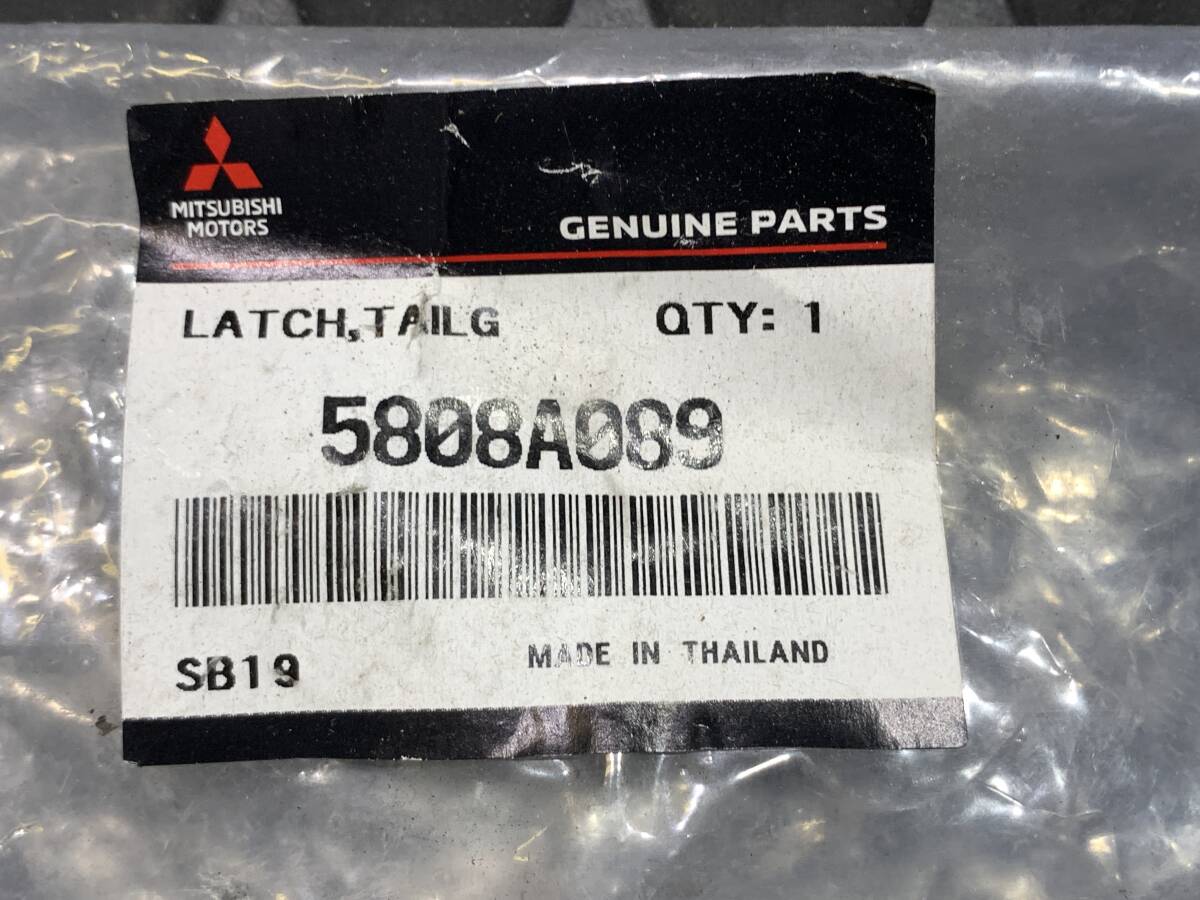 MITSUBISHI
MOTORS
GENUINE PARTS
LATCH,TAILG QTY: 1
5808A089
SB19
MADE IN THAILAND